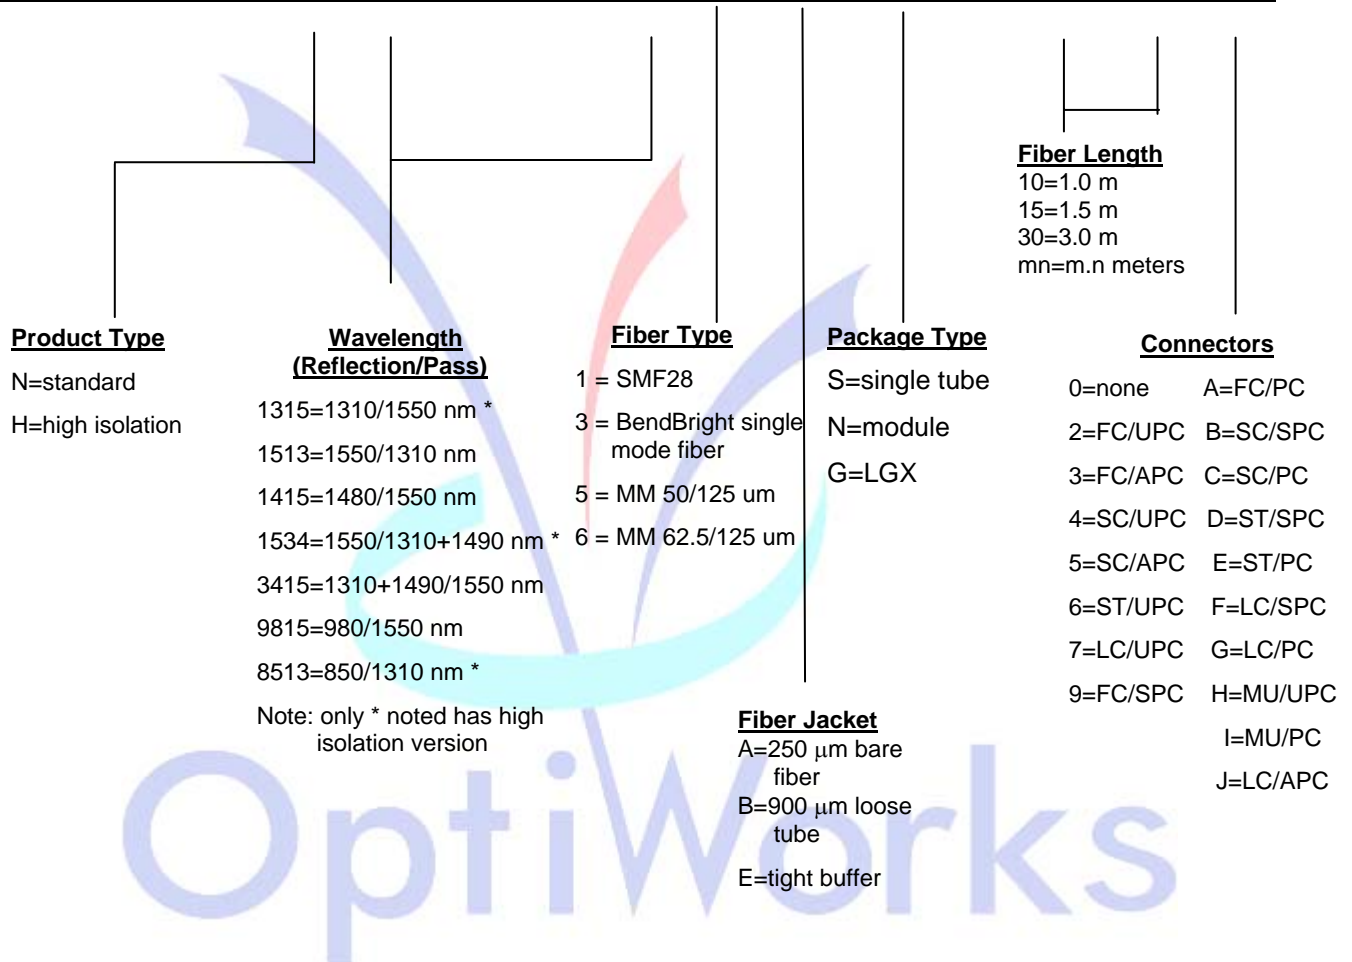 Fiber Length
10=1.0 m
15=1.5 m
30=3.0 m
mn=m.n meters
Product Type
N=standard
H=high isolation
Wavelength
(Reflection/Pass)
1315=1310/1550 nm *
1513=1550/1310 nm
1415=1480/1550 nm
1534=1550/1310+1490 nm *
3415=1310+1490/1550 nm
9815=980/1550 nm
8513=850/1310 nm *
Note: only * noted has high
isolation version
Fiber Type
1 = SMF28
3 = BendBright single
mode fiber
5 = MM 50/125 um
6 = MM 62.5/125 um
Fiber Jacket
A=250 μm bare
fiber
B=900 μm loose
tube
E=tight buffer
Package Type
S=single tube
N=module
G=LGX
Connectors
0=none A=FC/PC
2=FC/UPC B=SC/SPC
3=FC/APC C=SC/PC
4=SC/UPC D=ST/SPC
5=SC/APC E=ST/PC
6=ST/UPC F=LC/SPC
7=LC/UPC G=LC/PC
9=FC/SPC H=MU/UPC
I=MU/PC
J=LC/APC
OptiWorks